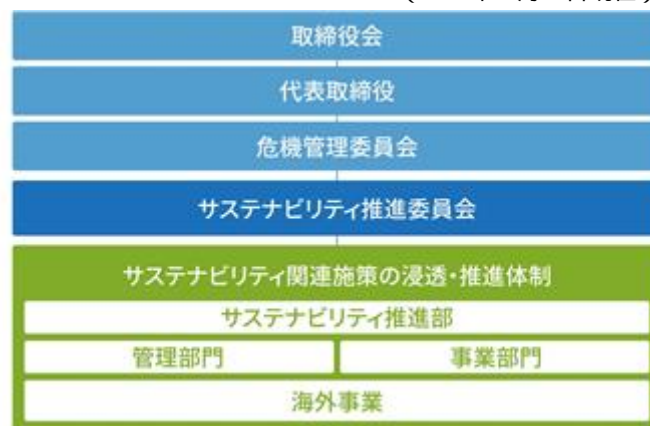 取締役会
代表取締役
危機管理委員会
サステナビリティ推進委員会
サステナビリティ関連施策の浸透・推進体制
サステナビリティ推進部
管理部門 事業部門
海外事業